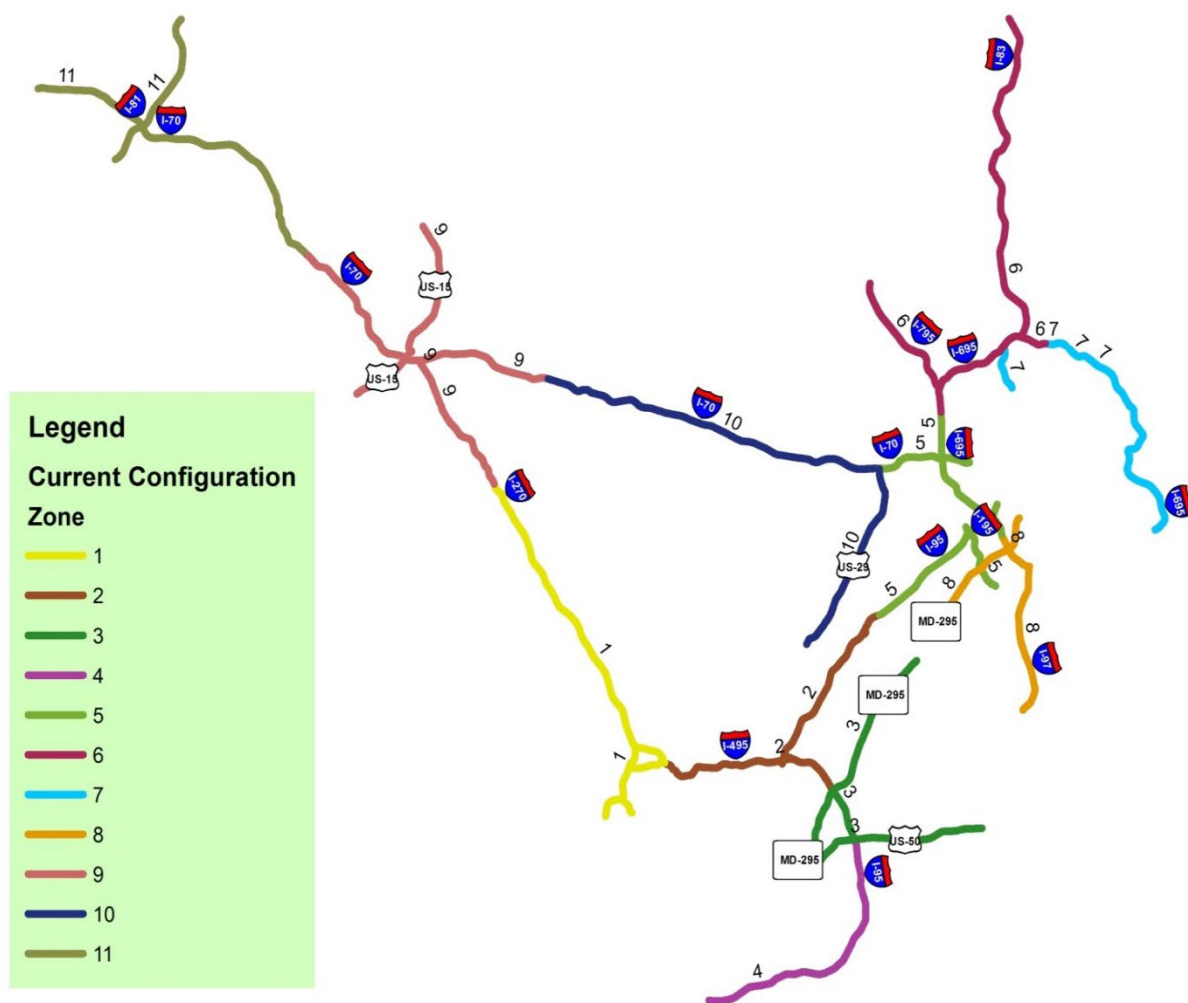 I-83
11
11
I-81
I-70
9
I-70
US-15
6
I-795
6
I-695
6
7
7
7
7
9
9
US-15
9
I-70
10
5
I-70
5
I-695
I-270
I-695
I-195
10
I-95
8
US-29
5
8
5
MD-295
8
I-97
1
2
MD-295
3
1
I-495
2
3
3
US-50
MD-295
I-95
4
Legend
Current Configuration
Zone
1
2
3
4
5
6
7
8
9
10
11